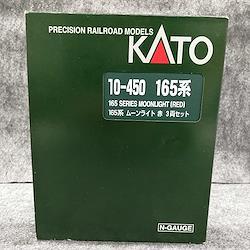 PRECISION RAILROAD MODELS
KATO
10-450 165系
165 SERIES MOONLIGHT (RED)
165系 ムーンライト 赤 3両セット
N-GAUGE